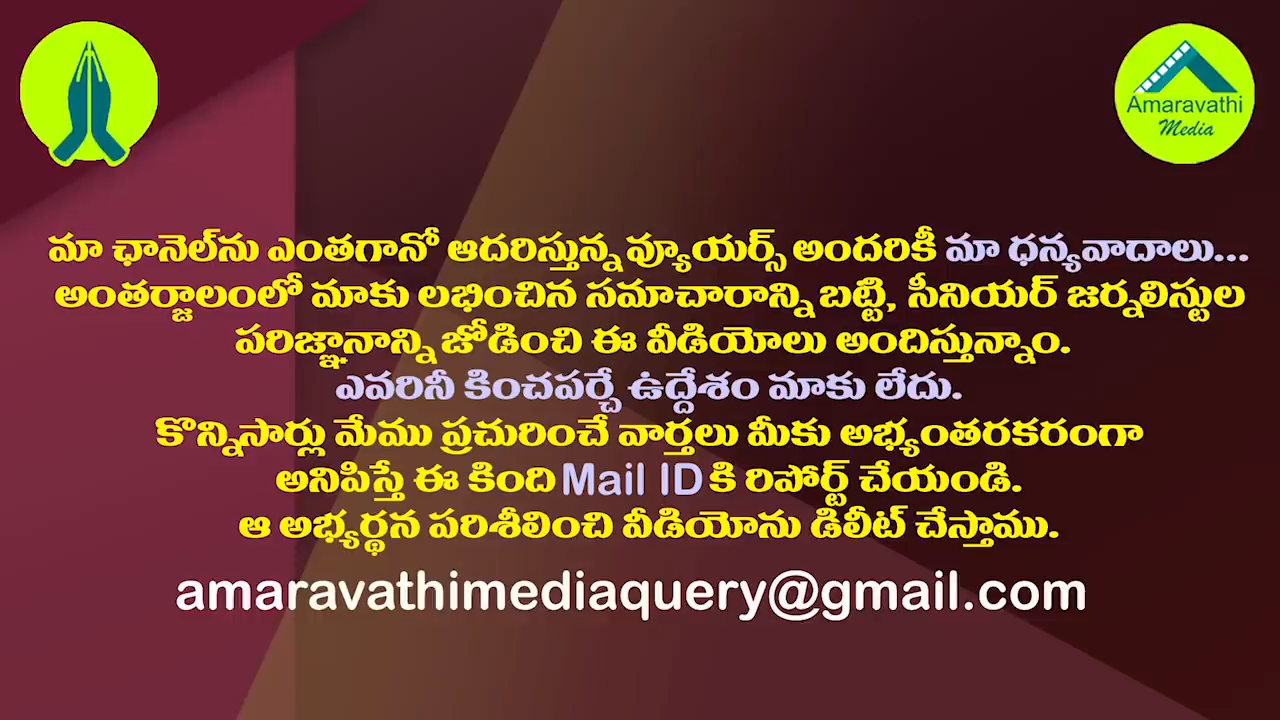 Amaravathi
Media
మా ఛానెల్‌ను ఎంతగానో ఆదరిస్తున్న వ్యూయర్స్ అందరికీ మా ధన్యవాదాలు...
అంతర్జాలంలో మాకు లభించిన సమాచారాన్ని బట్టి, సీనియర్ జర్నలిస్టుల
పరిజ్ఞానాన్ని జోడించి ఈ వీడియోలు అందిస్తున్నాం.
ఎవరినీ కించపర్చే ఉద్దేశం మాకు లేదు.
కొన్నిసార్లు మేము ప్రచురించే వార్తలు మీకు అభ్యంతరకరంగా
అనిపిస్తే ఈ కింది Mail ID కి రిపోర్ట్ చేయండి.
ఆ అభ్యర్థన పరిశీలించి వీడియోను డిలీట్ చేస్తాము.
amaravathimediaquery@gmail.com